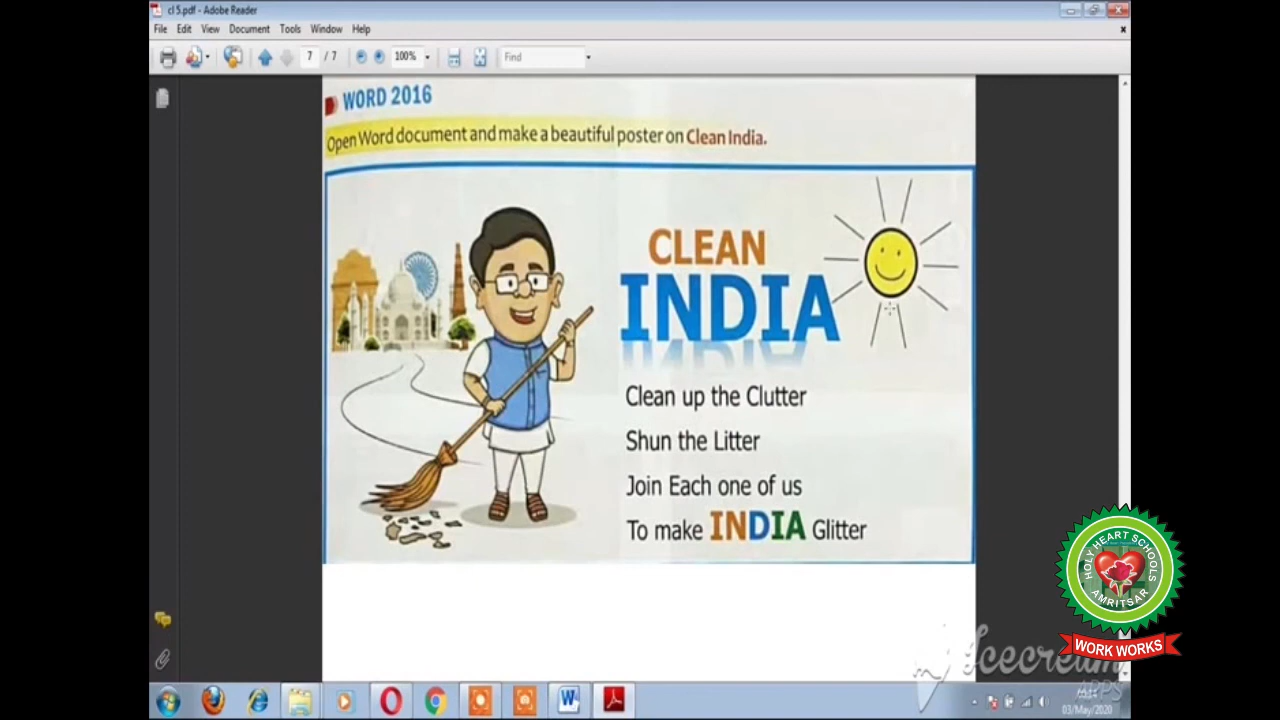 cl 5.pdf - Adobe Reader
File Edit View Document Tools Window Help
7 / 7 100% Find
WORD 2016
Open Word document and make a beautiful poster on Clean India.
CLEAN
INDIA
Clean up the Clutter
Shun the Litter
Join Each one of us
To make INDIA Glitter
HOLY HEART SCHOOLS
AMRITSAR
WORK WORKS
Icecream
APPS
03/May/2020